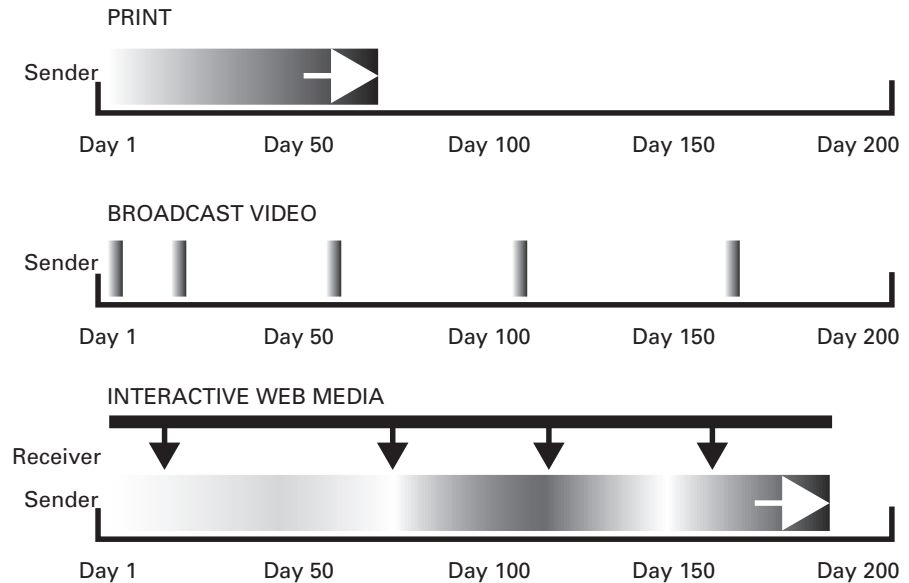 PRINT
Sender
Day 1 Day 50 Day 100 Day 150 Day 200
BROADCAST VIDEO
Sender
Day 1 Day 50 Day 100 Day 150 Day 200
INTERACTIVE WEB MEDIA
Receiver
Sender
Day 1 Day 50 Day 100 Day 150 Day 200